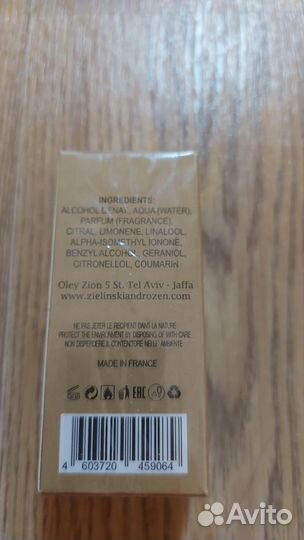 INGREDIENTS:
ALCOHOL DENAT., AQUA (WATER),
PARFUM (FRAGRANCE),
CITRAL, LIMONENE, LINALOOL,
ALPHA-ISOMETHYL IONONE,
BENZYL ALCOHOL, GERANIOL,
CITRONELLOL, COUMARIN
Oley Zion 5 St. Tel Aviv - Jaffa
www.zielinskiandrozen.com
NE PAS JETER LE RECIPIENT DANS LA NATURE
PROTECT THE ENVIRONMENT BY DISPOSING OF WITH CARE
NON DISPERDERE IL CONTENITORE NELL' AMBIENTE
MADE IN FRANCE
EAC
4 603720 459064
Avito